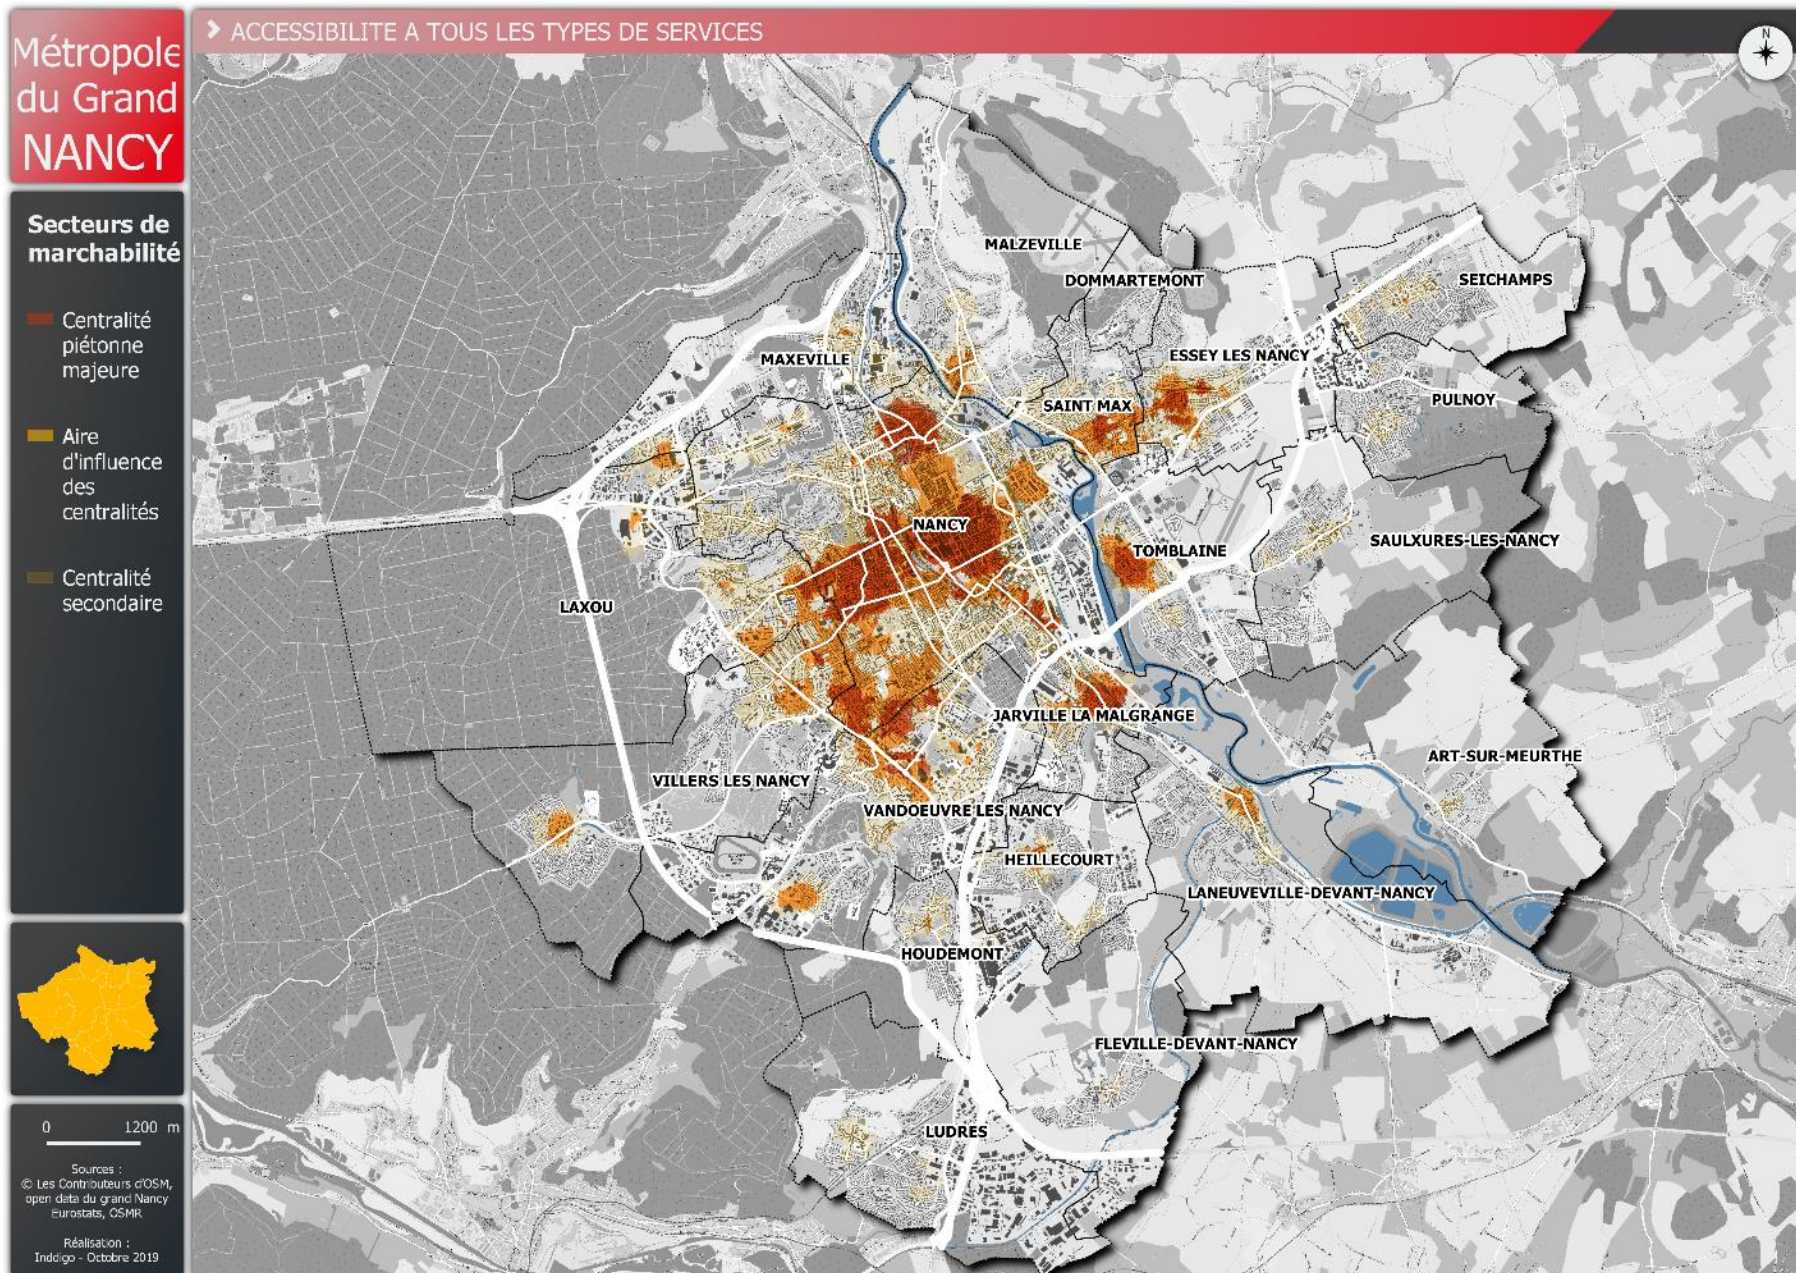 Métropole
du Grand
NANCY
> ACCESSIBILITE A TOUS LES TYPES DE SERVICES
N
Secteurs de
marchabilité
Centralité
piétonne
majeure
Aire
d'influence
des
centralités
Centralité
secondaire
0 1200 m
Sources :
© Les Contributeurs d'OSM,
open data du grand Nancy
Eurostats, OSMR
Réalisation :
Inddigo - Octobre 2019
MALZEVILLE
DOMMARTEMONT
SEICHAMPS
MAXEVILLE
ESSEY LES NANCY
SAINT MAX
PULNOY
NANCY
TOMBLAINE
SAULXURES-LES-NANCY
LAXOU
JARVILLE LA MALGRANGE
ART-SUR-MEURTHE
VILLERS LES NANCY
VANDOEUVRE LES NANCY
HEILLECOURT
LANEUVEVILLE-DEVANT-NANCY
HOUDEMONT
FLEVILLE-DEVANT-NANCY
LUDRES